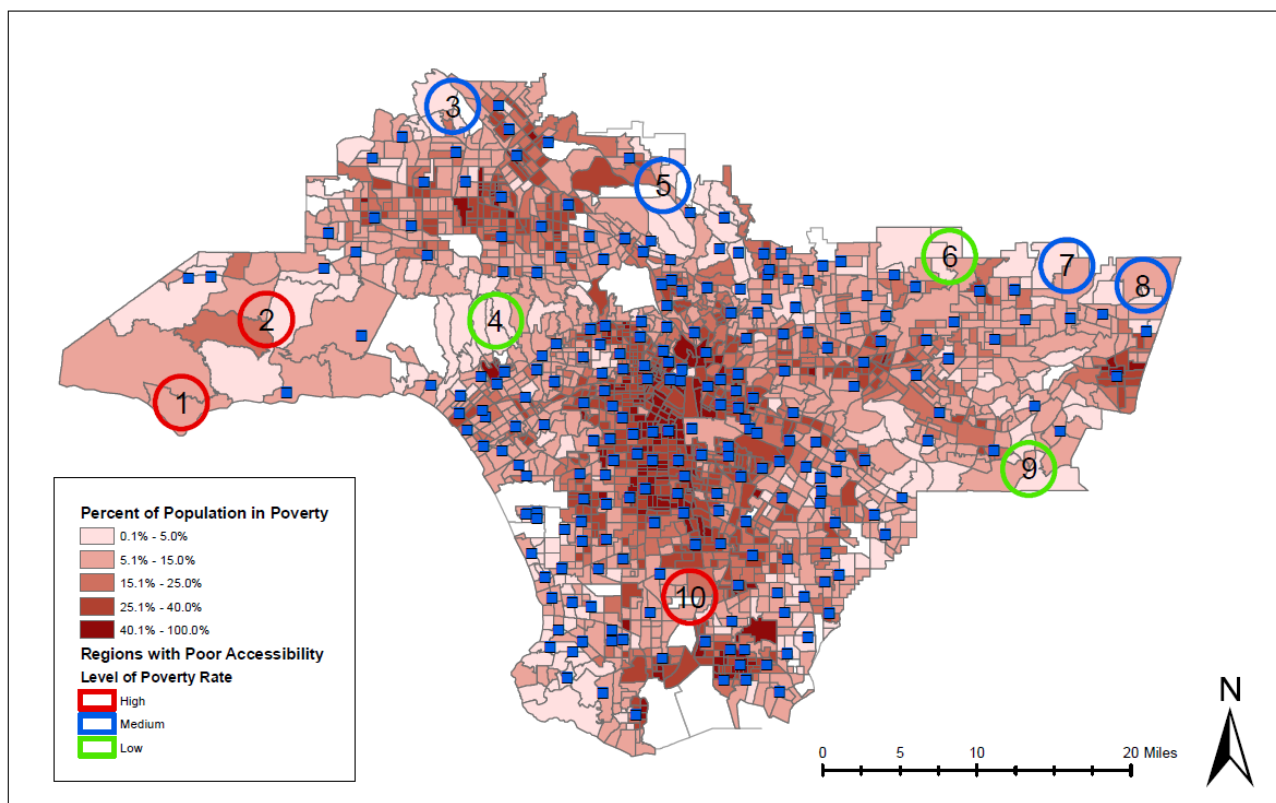 3
5
6
7
8
2
4
1
9
10
Percent of Population in Poverty
0.1% - 5.0%
5.1% - 15.0%
15.1% - 25.0%
25.1% - 40.0%
40.1% - 100.0%
Regions with Poor Accessibility
Level of Poverty Rate
High
Medium
Low
N
0 5 10 20 Miles